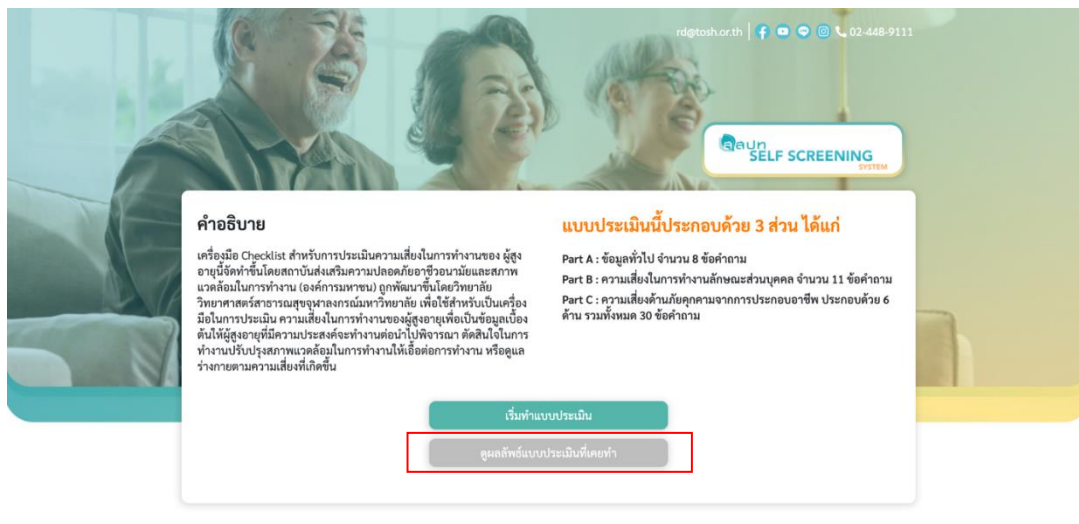 rd@tosh.or.th | 02-448-9111
สสปท
SELF SCREENING
SYSTEM
คำอธิบาย
เครื่องมือ Checklist สำหรับการประเมินความเสี่ยงในการทำงานของ ผู้สูง
อายุนี้จัดทำขึ้นโดยสถาบันส่งเสริมความปลอดภัยอาชีวอนามัยและสภาพ
แวดล้อมในการทำงาน (องค์การมหาชน) ถูกพัฒนาขึ้นโดยวิทยาลัย
วิทยาศาสตร์สาธารณสุขจุฬาลงกรณ์มหาวิทยาลัย เพื่อใช้สำหรับเป็นเครื่อง
มือในการประเมิน ความเสี่ยงในการทำงานของผู้สูงอายุเพื่อเป็นข้อมูลเบื้อง
ต้นให้ผู้สูงอายุที่มีความประสงค์จะทำงานต่อนำไปพิจารณา ตัดสินใจในการ
ทำงานปรับปรุงสภาพแวดล้อมในการทำงานให้เอื้อต่อการทำงาน หรือดูแล
ร่างกายตามความเสี่ยงที่เกิดขึ้น
แบบประเมินนี้ประกอบด้วย 3 ส่วน ได้แก่
Part A : ข้อมูลทั่วไป จำนวน 8 ข้อคำถาม
Part B : ความเสี่ยงในการทำงานลักษณะส่วนบุคคล จำนวน 11 ข้อคำถาม
Part C : ความเสี่ยงด้านภัยคุกคามจากการประกอบอาชีพ ประกอบด้วย 6
ด้าน รวมทั้งหมด 30 ข้อคำถาม
เริ่มทำแบบประเมิน
ดูผลลัพธ์แบบประเมินที่เคยทำ